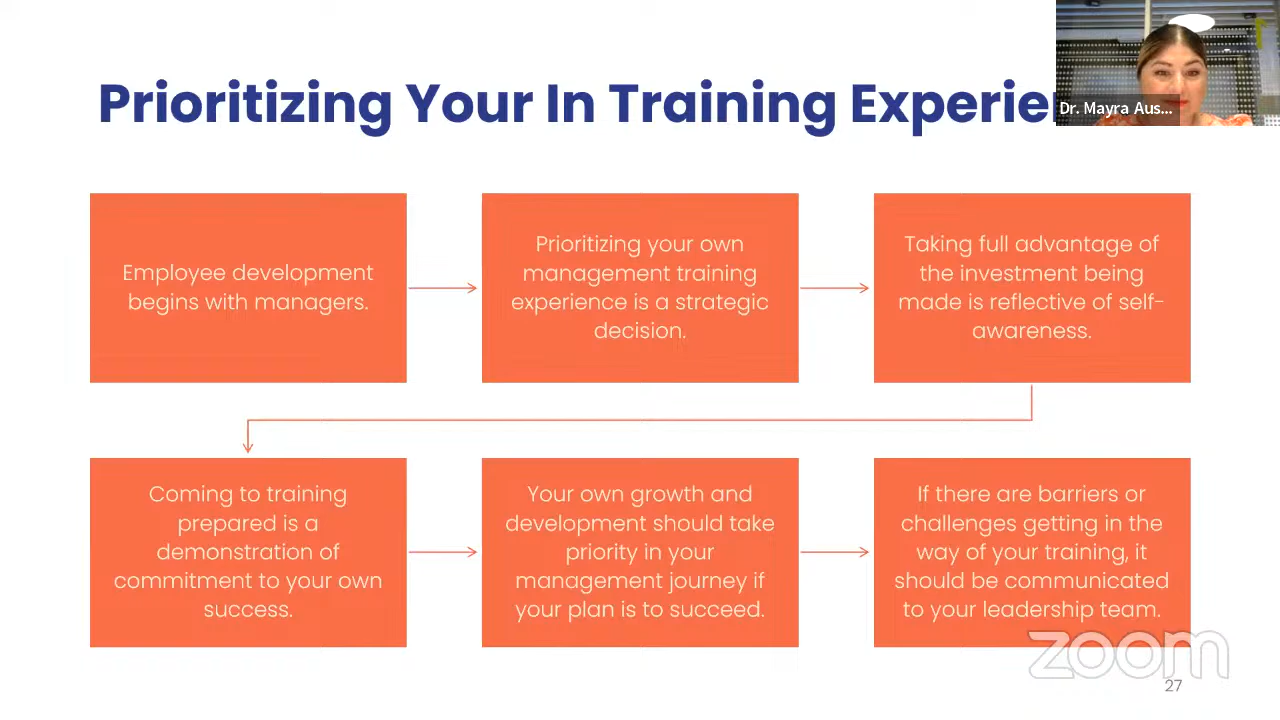 Prioritizing Your In Training Experie
Dr. Mayra Aus...
Employee development
begins with managers.
Prioritizing your own
management training
experience is a strategic
decision.
Taking full advantage of
the investment being
made is reflective of self-
awareness.
Coming to training
prepared is a
demonstration of
commitment to your own
success.
Your own growth and
development should take
priority in your
management journey if
your plan is to succeed.
If there are barriers or
challenges getting in the
way of your training, it
should be communicated
to your leadership team.
zoom
27